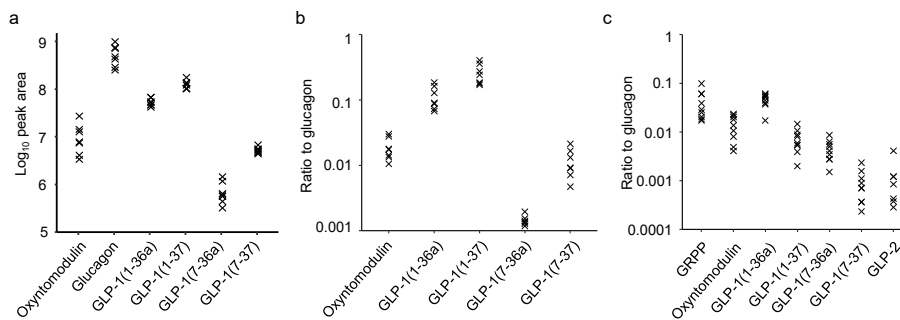 a
Log10 peak area
9
8
7
6
5
Oxyntomodulin
Glucagon
GLP-1(1-36a)
GLP-1(1-37)
GLP-1(7-36a)
GLP-1(7-37)
b
Ratio to glucagon
1
0.1
0.01
0.001
Oxyntomodulin
GLP-1(1-36a)
GLP-1(1-37)
GLP-1(7-36a)
GLP-1(7-37)
c
Ratio to glucagon
1
0.1
0.01
0.001
0.0001
GRPP
Oxyntomodulin
GLP-1(1-36a)
GLP-1(1-37)
GLP-1(7-36a)
GLP-1(7-37)
GLP-2